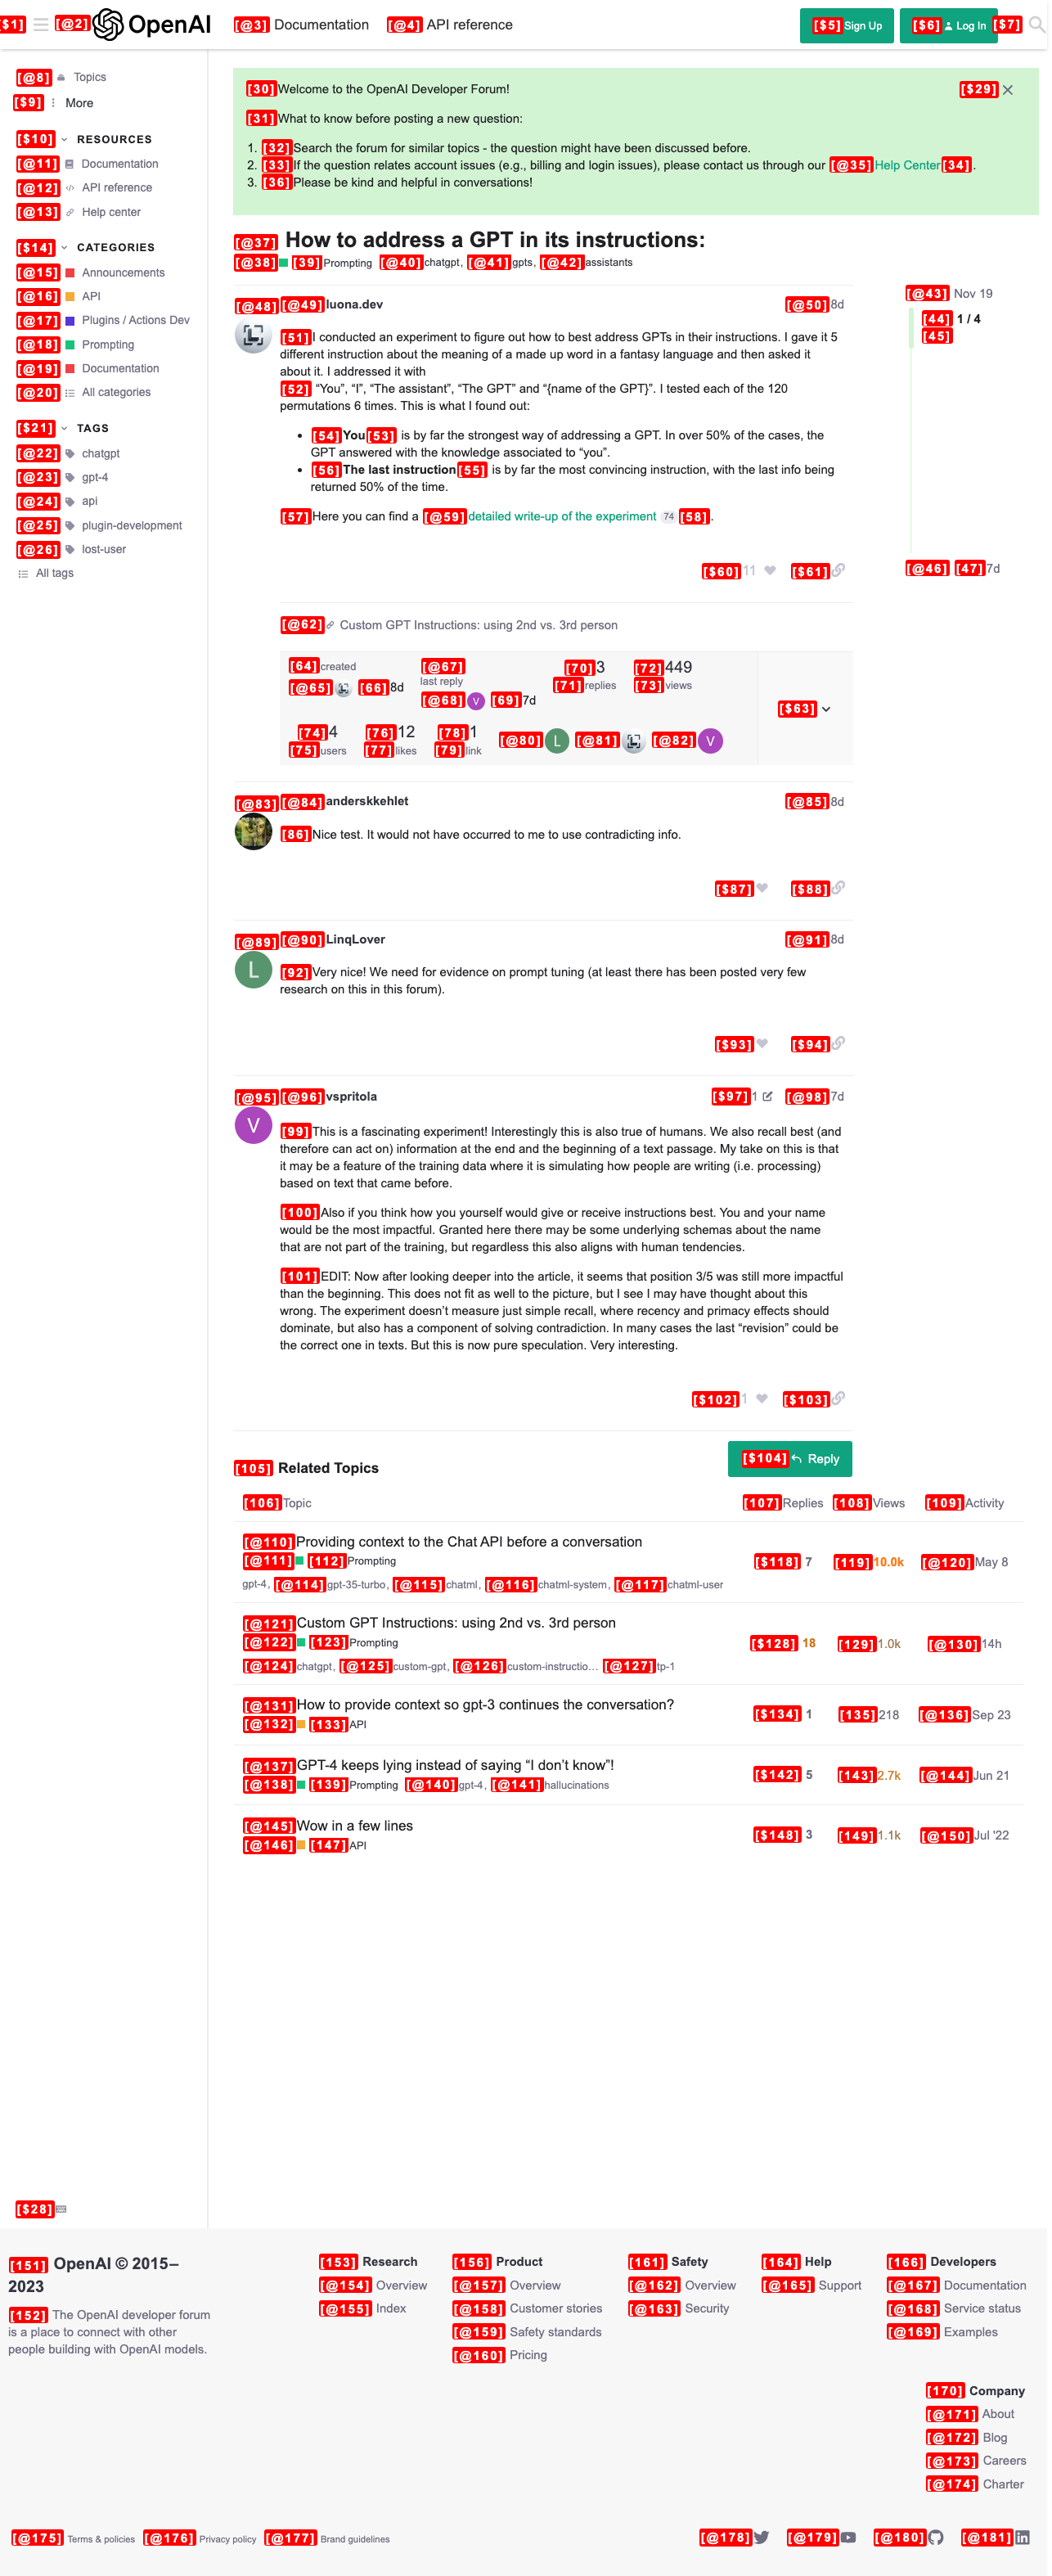 [$1] [@2] OpenAI [@3] Documentation [@4] API reference [$5] Sign Up [$6] Log In [$7]
[@8] Topics
[$9] More
[$10] RESOURCES
[@11] Documentation
[@12] API reference
[@13] Help center
[$14] CATEGORIES
[@15] Announcements
[@16] API
[@17] Plugins / Actions Dev
[@18] Prompting
[@19] Documentation
[@20] All categories
[$21] TAGS
[@22] chatgpt
[@23] gpt-4
[@24] api
[@25] plugin-development
[@26] lost-user
All tags
[$28]
[30] Welcome to the OpenAI Developer Forum! [$29]
[31] What to know before posting a new question:
1. [32] Search the forum for similar topics - the question might have been discussed before.
2. [33] If the question relates account issues (e.g., billing and login issues), please contact us through our [@35] Help Center [34] .
3. [36] Please be kind and helpful in conversations!
[@37] How to address a GPT in its instructions:
[@38] [39] Prompting [@40] chatgpt, [@41] gpts, [@42] assistants
[@43] Nov 19
[44] 1 / 4
[45]
[@46] [47] 7d
[@48] [@49] luona.dev [@50] 8d
[51] I conducted an experiment to figure out how to best address GPTs in their instructions. I gave it 5
different instruction about the meaning of a made up word in a fantasy language and then asked it
about it. I addressed it with
[52] “You”, “I”, “The assistant”, “The GPT” and “{name of the GPT}”. I tested each of the 120
permutations 6 times. This is what I found out:
• [54] You [53] is by far the strongest way of addressing a GPT. In over 50% of the cases, the
GPT answered with the knowledge associated to “you”.
• [56] The last instruction [55] is by far the most convincing instruction, with the last info being
returned 50% of the time.
[57] Here you can find a [@59] detailed write-up of the experiment 74 [58] .
[$60] 11 [$61]
[@62] Custom GPT Instructions: using 2nd vs. 3rd person
[64] created [@67] [70] 3 [72] 449
last reply [71] replies [73] views
[@65] [66] 8d [@68] V [69] 7d [$63]
[74] 4 [76] 12 [78] 1 [@80] L [@81] [@82] V
[75] users [77] likes [79] link
[@83] [@84] anderskkehlet [@85] 8d
[86] Nice test. It would not have occurred to me to use contradicting info.
[$87] [$88]
[@89] [@90] LinqLover [@91] 8d
L
[92] Very nice! We need for evidence on prompt tuning (at least there has been posted very few
research on this in this forum).
[$93] [$94]
[@95] [@96] vspritola [$97] 1 [@98] 7d
V
[99] This is a fascinating experiment! Interestingly this is also true of humans. We also recall best (and
therefore can act on) information at the end and the beginning of a text passage. My take on this is that
it may be a feature of the training data where it is simulating how people are writing (i.e. processing)
based on text that came before.
[100] Also if you think how you yourself would give or receive instructions best. You and your name
would be the most impactful. Granted here there may be some underlying schemas about the name
that are not part of the training, but regardless this also aligns with human tendencies.
[101] EDIT: Now after looking deeper into the article, it seems that position 3/5 was still more impactful
than the beginning. This does not fit as well to the picture, but I see I may have thought about this
wrong. The experiment doesn’t measure just simple recall, where recency and primacy effects should
dominate, but also has a component of solving contradiction. In many cases the last “revision” could be
the correct one in texts. But this is now pure speculation. Very interesting.
[$102] 1 [$103]
[$104] Reply
[105] Related Topics
[106] Topic [107] Replies [108] Views [109] Activity
[@110] Providing context to the Chat API before a conversation
[@111] [112] Prompting [$118] 7 [119] 10.0k [@120] May 8
gpt-4, [@114] gpt-35-turbo, [@115] chatml, [@116] chatml-system, [@117] chatml-user
[@121] Custom GPT Instructions: using 2nd vs. 3rd person
[@122] [123] Prompting [$128] 18 [129] 1.0k [@130] 14h
[@124] chatgpt, [@125] custom-gpt, [@126] custom-instructio… [@127] tp-1
[@131] How to provide context so gpt-3 continues the conversation?
[@132] [133] API [$134] 1 [135] 218 [@136] Sep 23
[@137] GPT-4 keeps lying instead of saying “I don’t know”!
[@138] [139] Prompting [@140] gpt-4, [@141] hallucinations [$142] 5 [143] 2.7k [@144] Jun 21
[@145] Wow in a few lines
[@146] [147] API [$148] 3 [149] 1.1k [@150] Jul '22
[151] OpenAI © 2015–
2023
[152] The OpenAI developer forum
is a place to connect with other
people building with OpenAI models.
[153] Research
[@154] Overview
[@155] Index
[156] Product
[@157] Overview
[@158] Customer stories
[@159] Safety standards
[@160] Pricing
[161] Safety
[@162] Overview
[@163] Security
[164] Help
[@165] Support
[166] Developers
[@167] Documentation
[@168] Service status
[@169] Examples
[170] Company
[@171] About
[@172] Blog
[@173] Careers
[@174] Charter
[@175] Terms & policies [@176] Privacy policy [@177] Brand guidelines [@178] [@179] [@180] [@181]